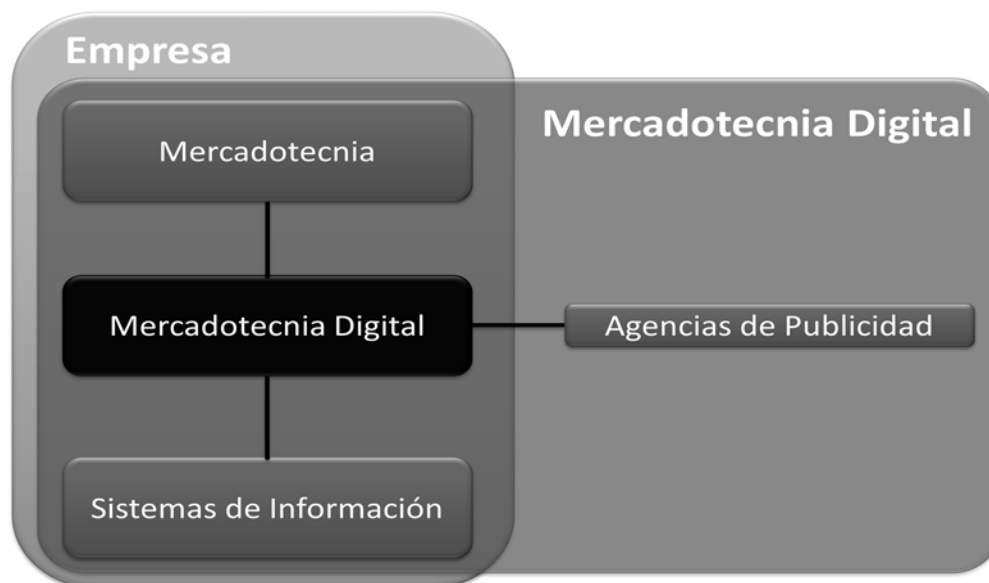 Empresa
Mercadotecnia Digital
Mercadotecnia
Mercadotecnia Digital
Agencias de Publicidad
Sistemas de Información